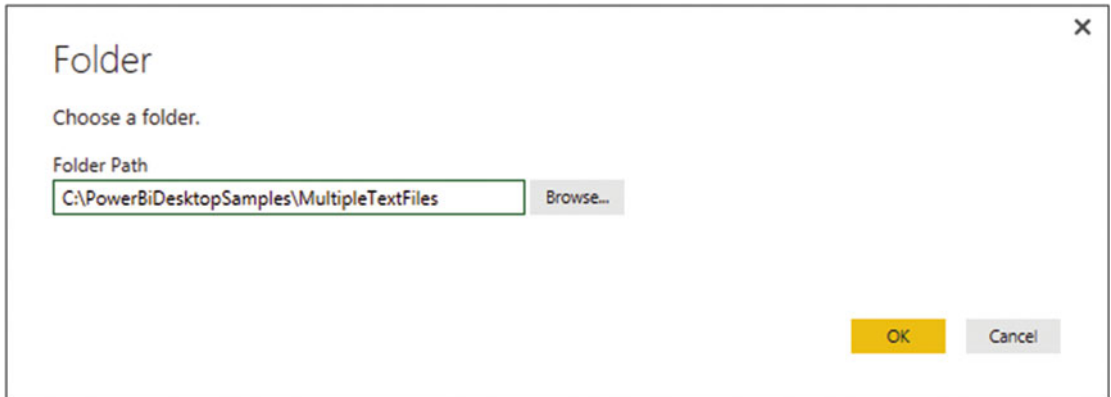 Folder
Choose a folder.
Folder Path
C:\PowerBiDesktopSamples\MultipleTextFiles
Browse...
OK
Cancel